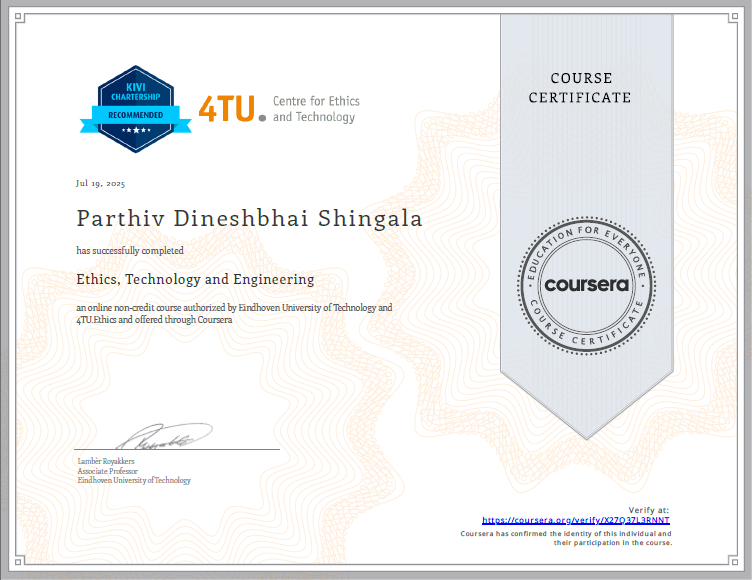 KIVI
CHARTERSHIP
RECOMMENDED
4TU.
Centre for Ethics
and Technology
COURSE
CERTIFICATE
Jul 19, 2025
Parthiv Dineshbhai Shingala
has successfully completed
Ethics, Technology and Engineering
an online non-credit course authorized by Eindhoven University of Technology and
4TU.Ethics and offered through Coursera
EDUCATION FOR EVERYONE
coursera
COURSE CERTIFICATE
Lambèr Royakkers
Associate Professor
Eindhoven University of Technology
Verify at:
https://coursera.org/verify/X27Q37L3RNNT
Coursera has confirmed the identity of this individual and
their participation in the course.